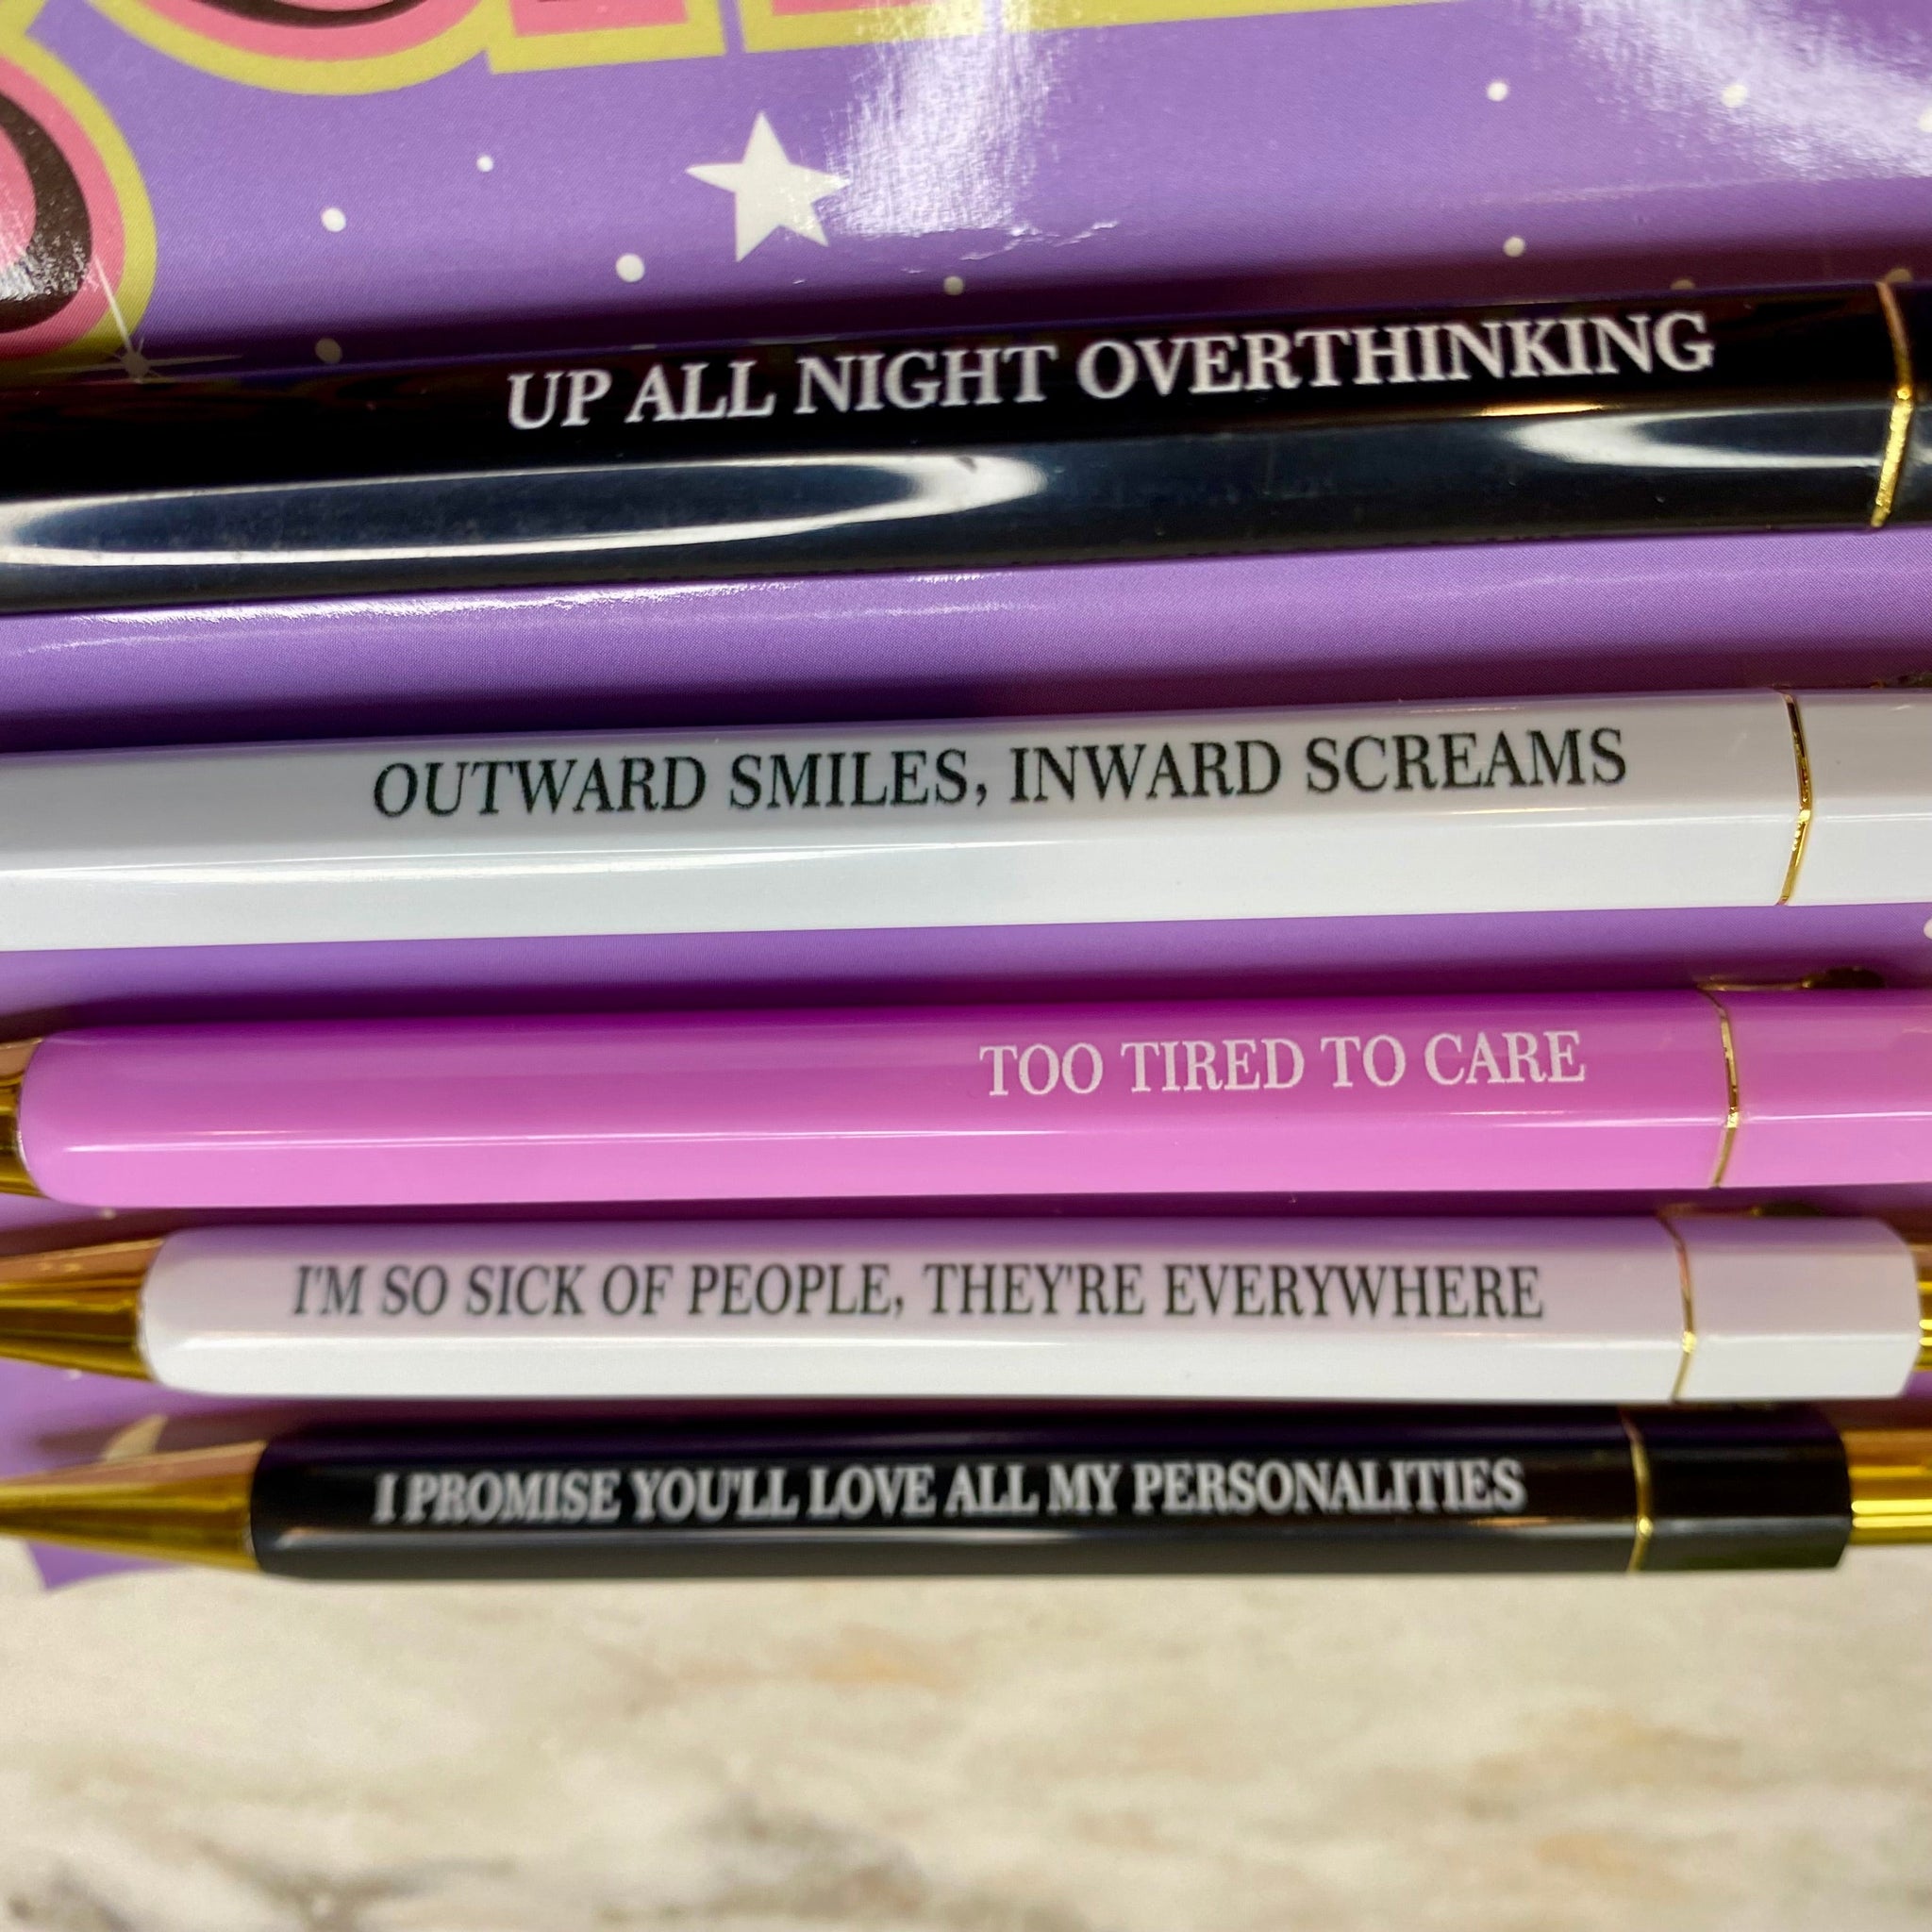 UP ALL NIGHT OVERTHINKING
OUTWARD SMILES, INWARD SCREAMS
TOO TIRED TO CARE
I'M SO SICK OF PEOPLE, THEY'RE EVERYWHERE
I PROMISE YOU'LL LOVE ALL MY PERSONALITIES